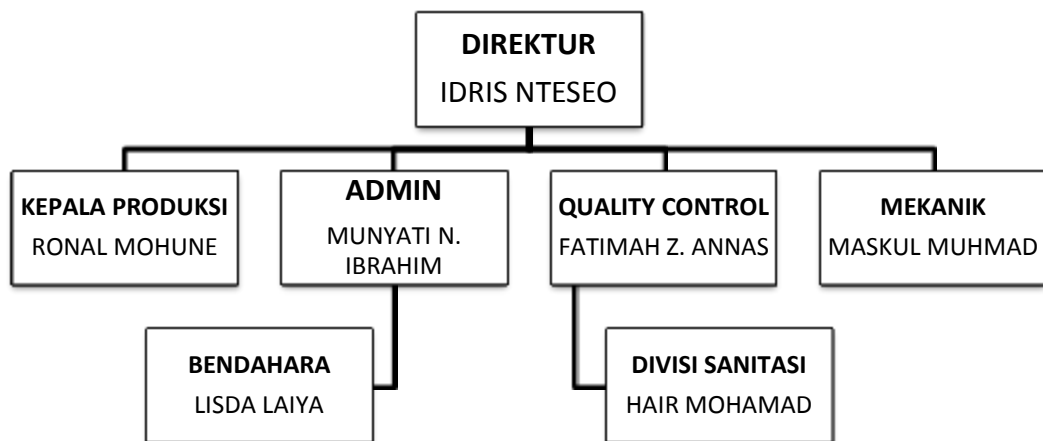 DIREKTUR
IDRIS NTESEO
KEPALA PRODUKSI
RONAL MOHUNE
ADMIN
MUNYATI N.
IBRAHIM
QUALITY CONTROL
FATIMAH Z. ANNAS
MEKANIK
MASKUL MUHMAD
BENDAHARA
LISDA LAIYA
DIVISI SANITASI
HAIR MOHAMAD